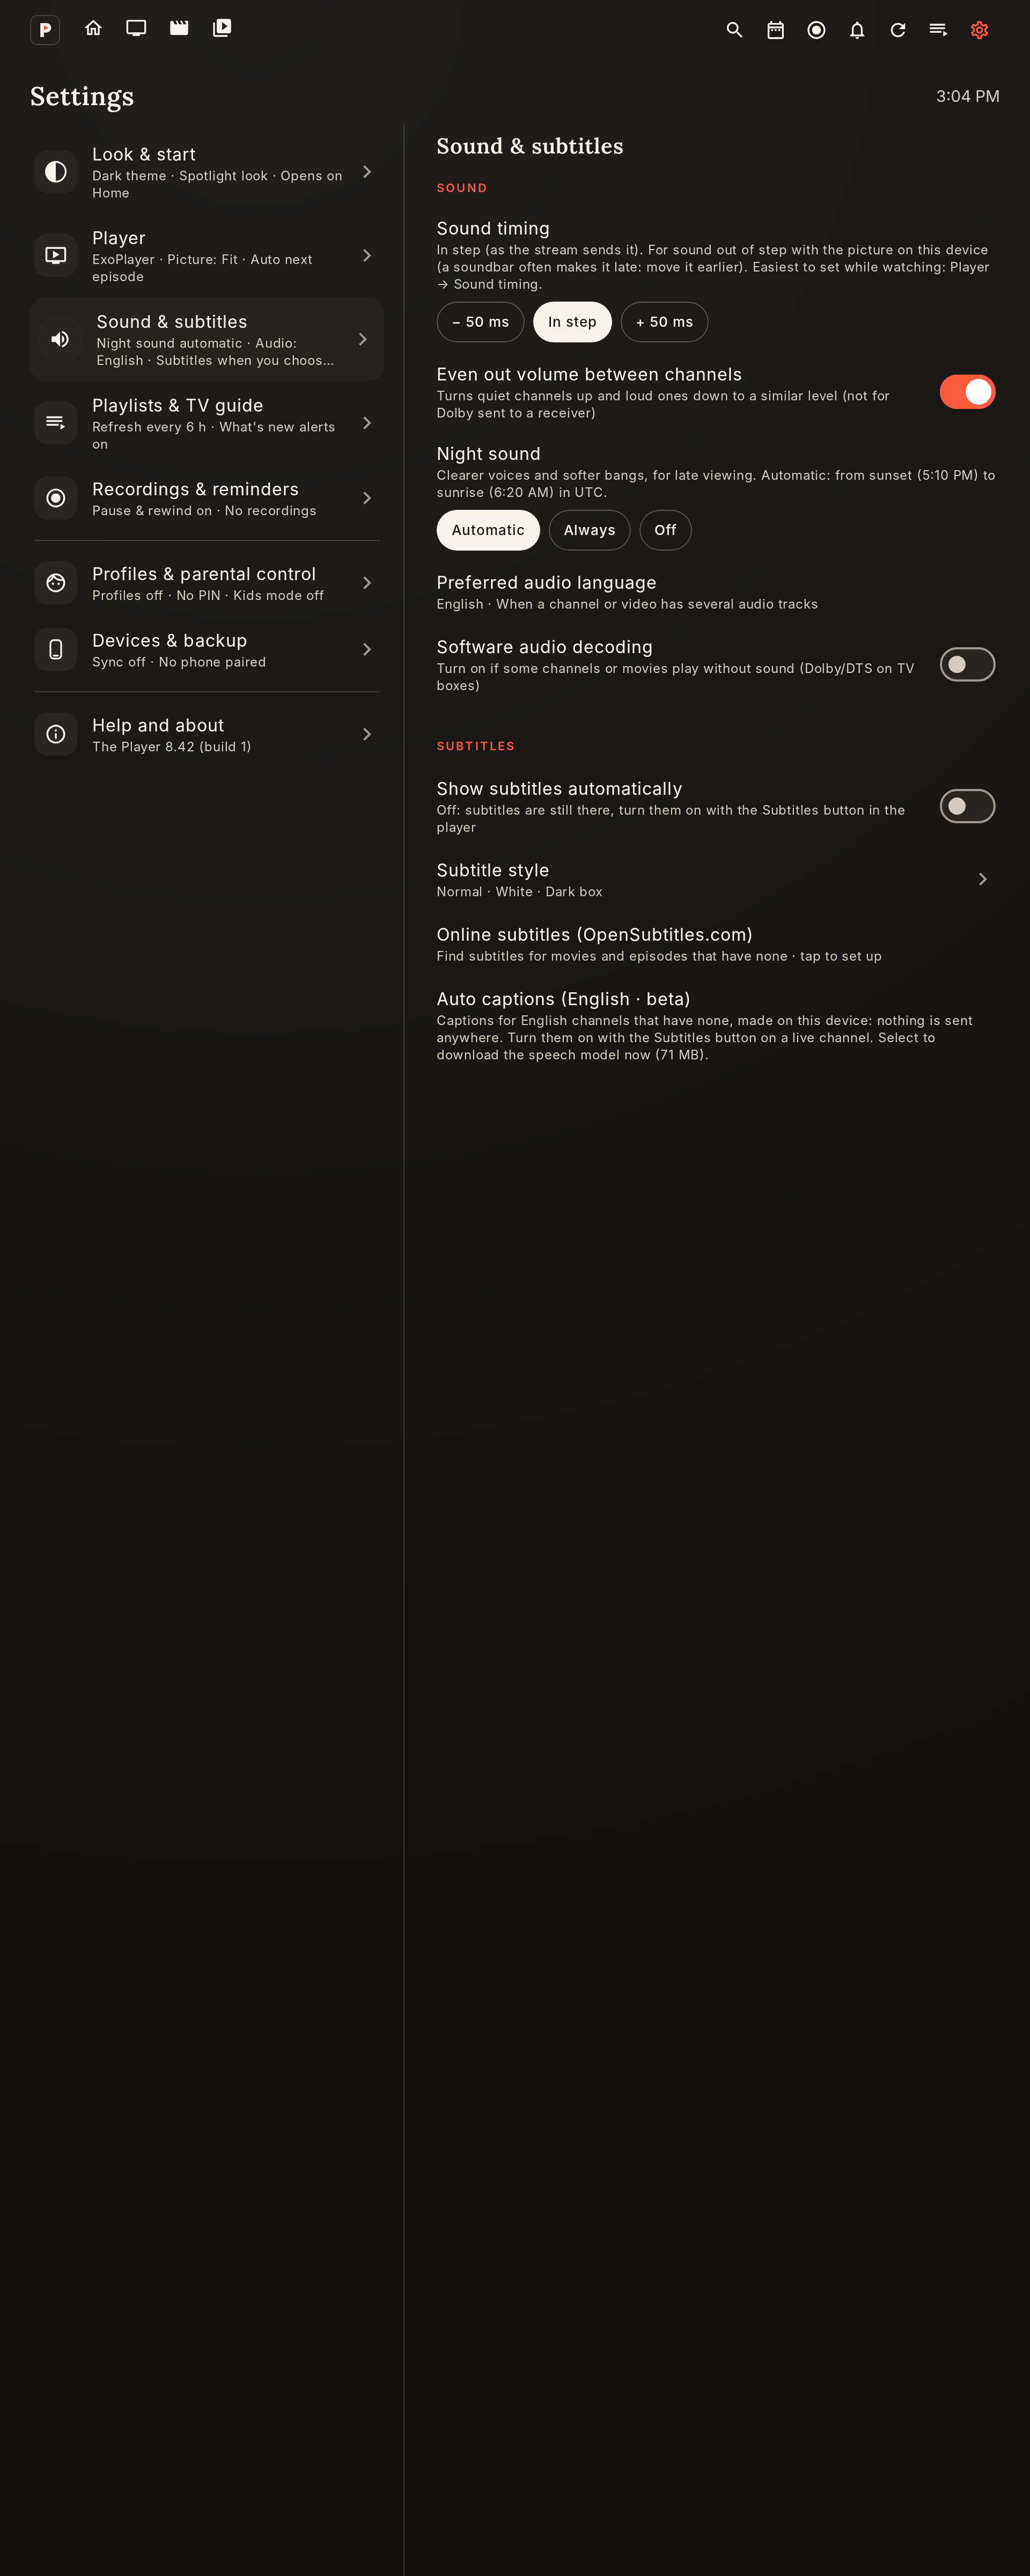 P
Settings
3:04 PM
Look & start
Dark theme · Spotlight look · Opens on
Home
Player
ExoPlayer · Picture: Fit · Auto next
episode
Sound & subtitles
Night sound automatic · Audio:
English · Subtitles when you choos...
Playlists & TV guide
Refresh every 6 h · What's new alerts
on
Recordings & reminders
Pause & rewind on · No recordings
Profiles & parental control
Profiles off · No PIN · Kids mode off
Devices & backup
Sync off · No phone paired
Help and about
The Player 8.42 (build 1)
Sound & subtitles
SOUND
Sound timing
In step (as the stream sends it). For sound out of step with the picture on this device
(a soundbar often makes it late: move it earlier). Easiest to set while watching: Player
→ Sound timing.
− 50 ms
In step
+ 50 ms
Even out volume between channels
Turns quiet channels up and loud ones down to a similar level (not for
Dolby sent to a receiver)
Night sound
Clearer voices and softer bangs, for late viewing. Automatic: from sunset (5:10 PM) to
sunrise (6:20 AM) in UTC.
Automatic
Always
Off
Preferred audio language
English · When a channel or video has several audio tracks
Software audio decoding
Turn on if some channels or movies play without sound (Dolby/DTS on TV
boxes)
SUBTITLES
Show subtitles automatically
Off: subtitles are still there, turn them on with the Subtitles button in the
player
Subtitle style
Normal · White · Dark box
Online subtitles (OpenSubtitles.com)
Find subtitles for movies and episodes that have none · tap to set up
Auto captions (English · beta)
Captions for English channels that have none, made on this device: nothing is sent
anywhere. Turn them on with the Subtitles button on a live channel. Select to
download the speech model now (71 MB).